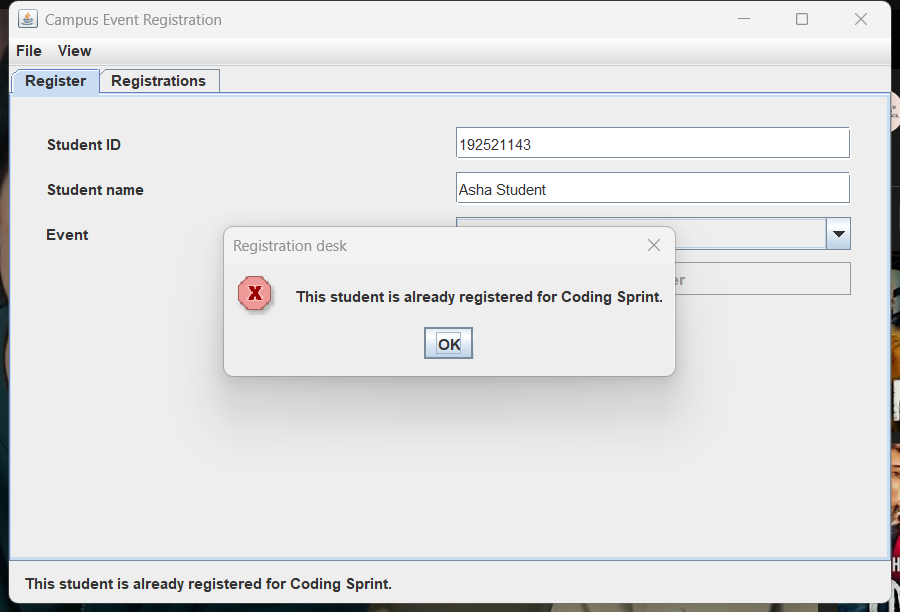 Campus Event Registration
File View
Register Registrations
Student ID 192521143
Student name Asha Student
Event
Registration desk
X
This student is already registered for Coding Sprint.
OK
This student is already registered for Coding Sprint.